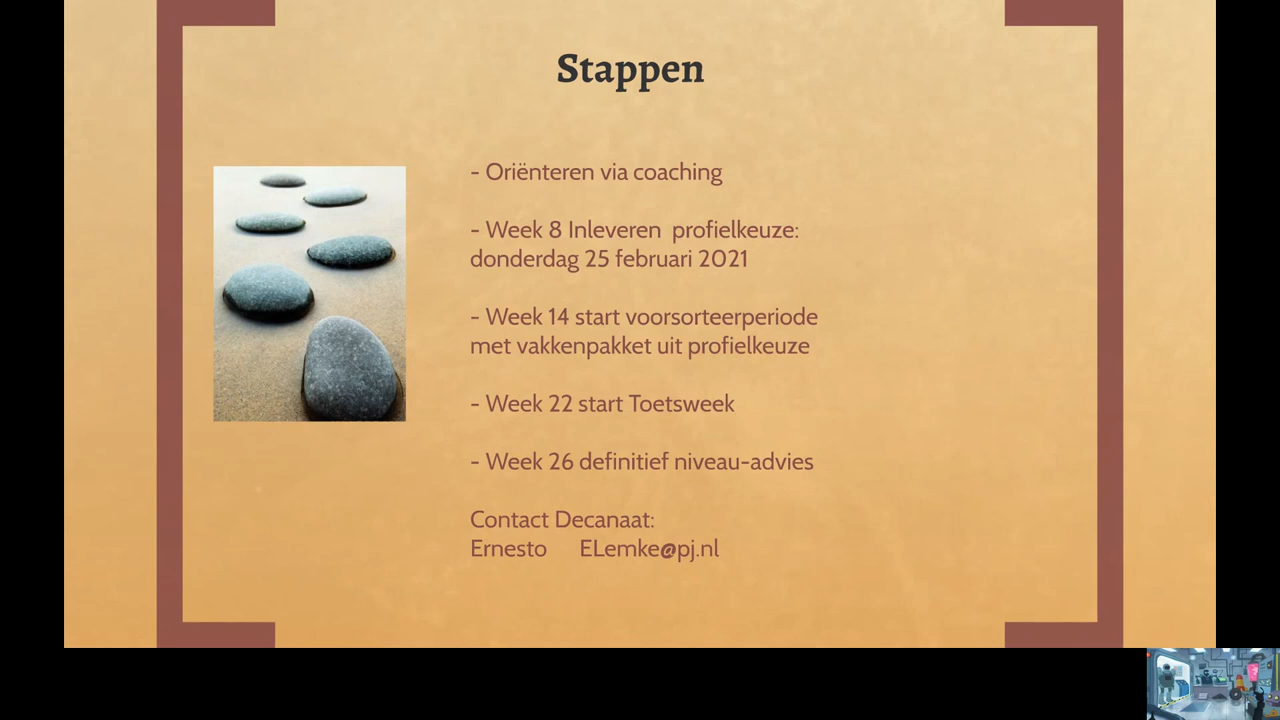 Stappen
- Oriënteren via coaching
- Week 8 Inleveren  profielkeuze:
donderdag 25 februari 2021
- Week 14 start voorsorteerperiode
met vakkenpakket uit profielkeuze
- Week 22 start Toetsweek
- Week 26 definitief niveau-advies
Contact Decanaat:
Ernesto     ELemke@pj.nl